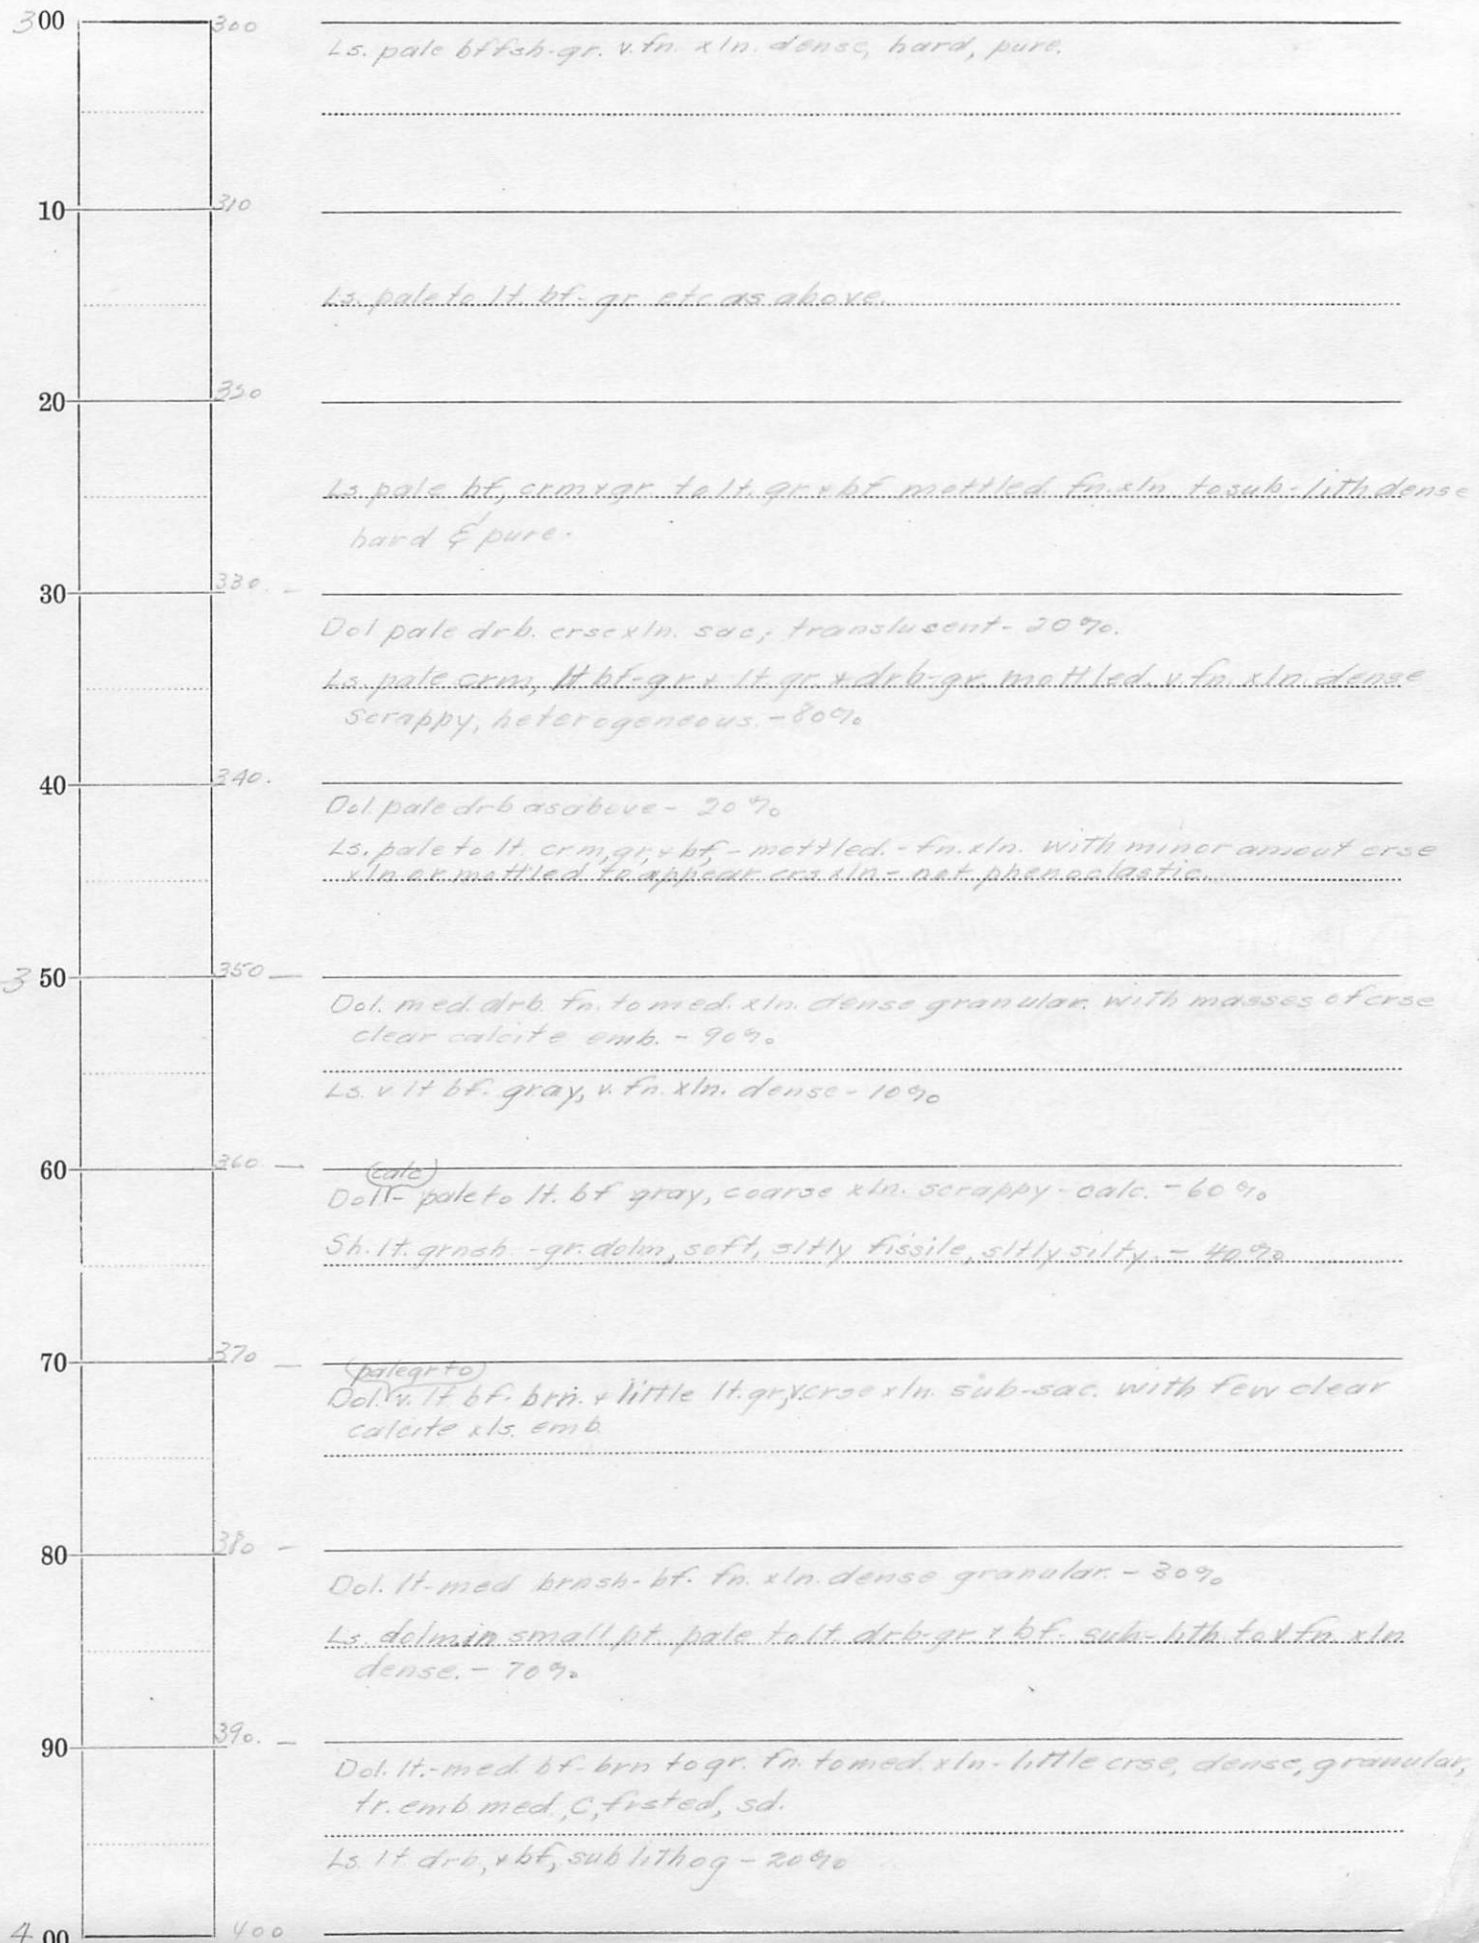 300 300
Ls. pale bffsh-gr. v. fn. xln. dense, hard, pure.
10 310
Ls. pale to lt. bf-gr. etc as above.
20
Ls. pale bf, crm + gr. to lt. gr + bf mottled. fn. xln. to sub-lith dense
hard & pure.
30 330.
Dol pale drb. crse xln. sac, translusent - 20%.
Ls. pale crm, lt bf-gr + lt. gr. + drb-gr. mottled. v. fn. xln. dense
scrappy, heterogeneous. - 80%
40 340.
Dol. pale drb as above - 20%
Ls. pale to lt. crm, gr, + bf, - mottled. - fn. xln. with minor amout crse
xln or mottled to appear crs xln - not phenoclastic.
350 350
Dol. med. drb. fn. to med. xln. dense granular. with masses of crse
clear calcite emb. - 90%
Ls. v lt bf. gray, v. fn. xln. dense - 10%
60 360
(calc)
Dol - pale to lt. bf gray, coarse xln. scrappy - calc. - 60%
Sh. lt. grnsh - gr. dolm, soft, sltly fissile, sltly silty. - 40%
70 370
(pale gr to)
Dol. v. lt bf- brn. + little lt. gr, v. crse xln. sub-sac. with few clear
calcite xls. emb.
80 380
Dol. lt-med brnsh-bf. fn. xln. dense granular. - 30%
Ls. dolm in small pt. pale to lt. drb-gr. + bf- sub-lith to v fn. xln
dense. - 70%
90 390.
Dol. lt.-med. bf-brn to gr. fn. to med. xln - little crse, dense, granular,
tr. emb med, C, frsted, sd.
Ls. lt drb, + bf, sub lithog - 20%
400 400